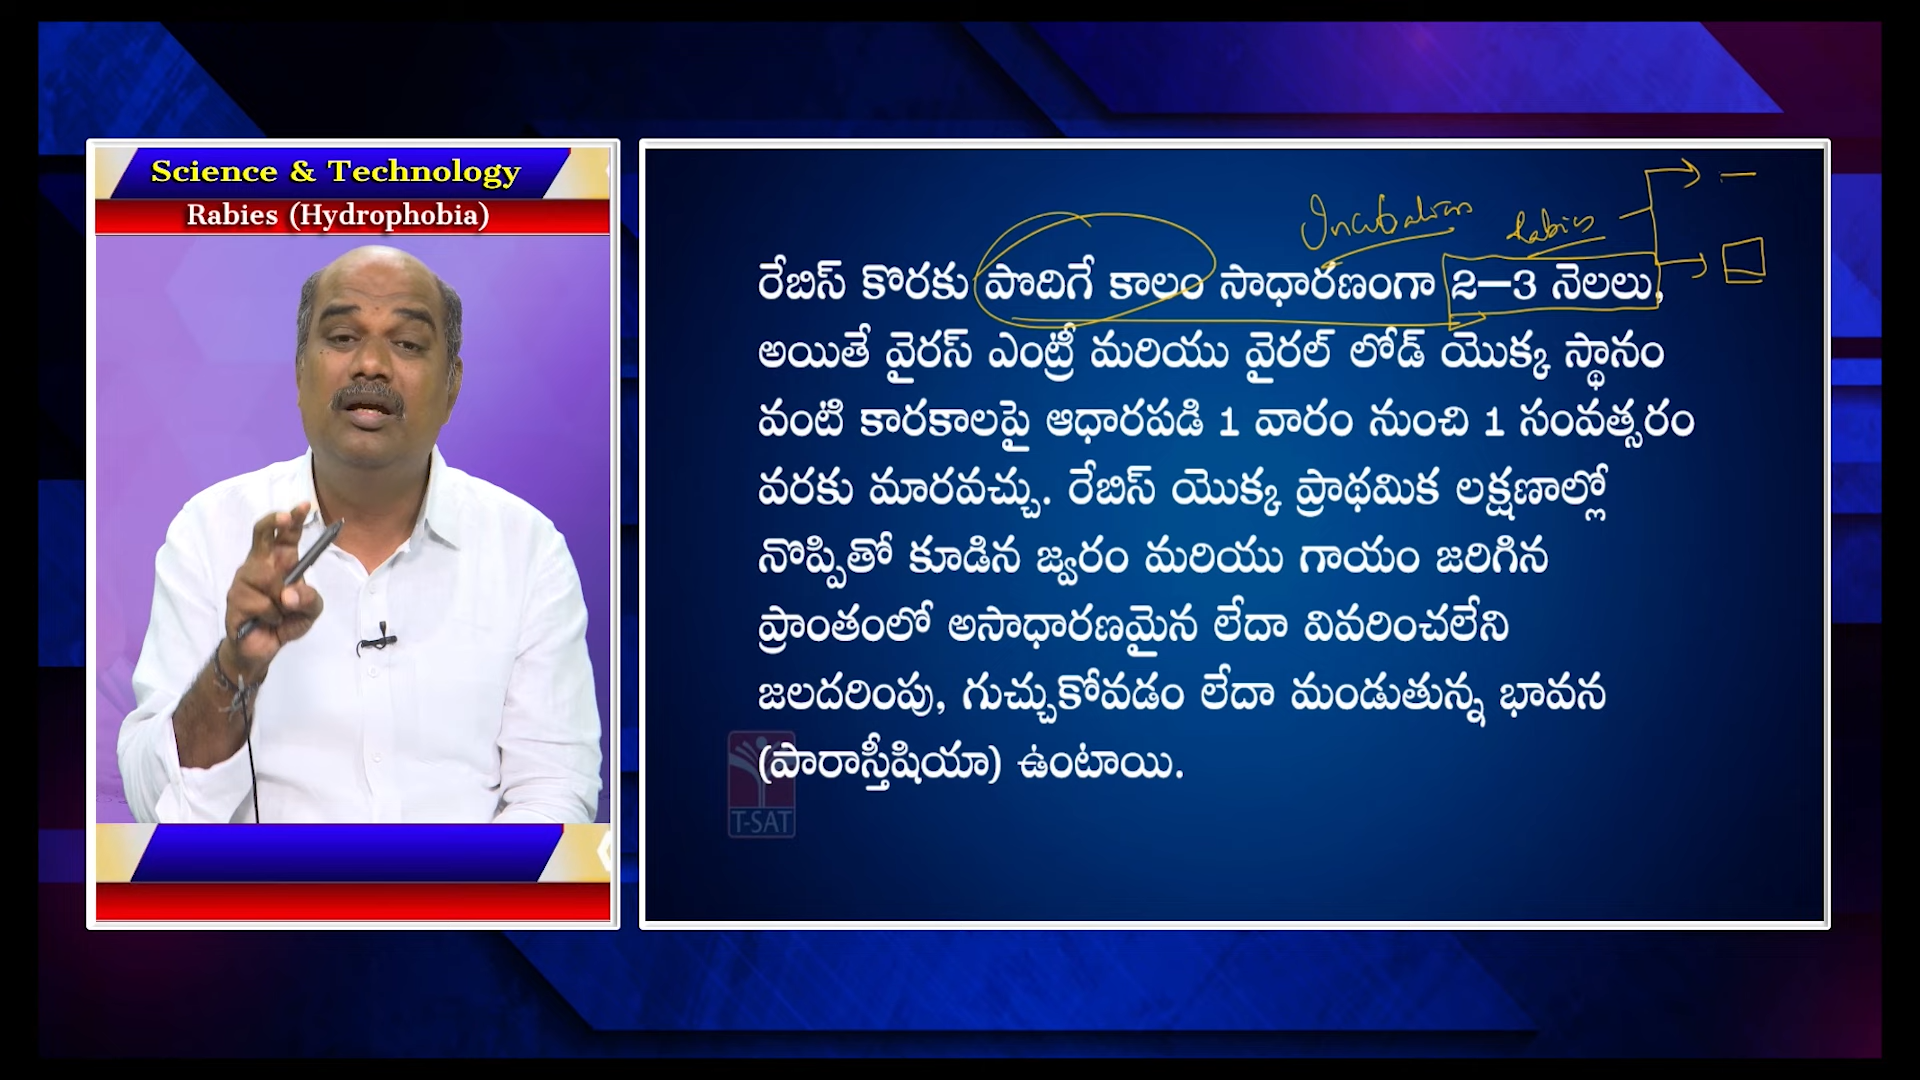 Science & Technology
Rabies (Hydrophobia)
Incubation
Rabies
రేబిస్ కొరకు పొదిగే కాలం సాధారణంగా 2–3 నెలలు,
అయితే వైరస్ ఎంట్రీ మరియు వైరల్ లోడ్ యొక్క స్థానం
వంటి కారకాలపై ఆధారపడి 1 వారం నుంచి 1 సంవత్సరం
వరకు మారవచ్చు. రేబిస్ యొక్క ప్రాథమిక లక్షణాల్లో
నొప్పితో కూడిన జ్వరం మరియు గాయం జరిగిన
ప్రాంతంలో అసాధారణమైన లేదా వివరించలేని
జలదరింపు, గుచ్చుకోవడం లేదా మండుతున్న భావన
(పారాస్తీషియా) ఉంటాయి.
T-SAT